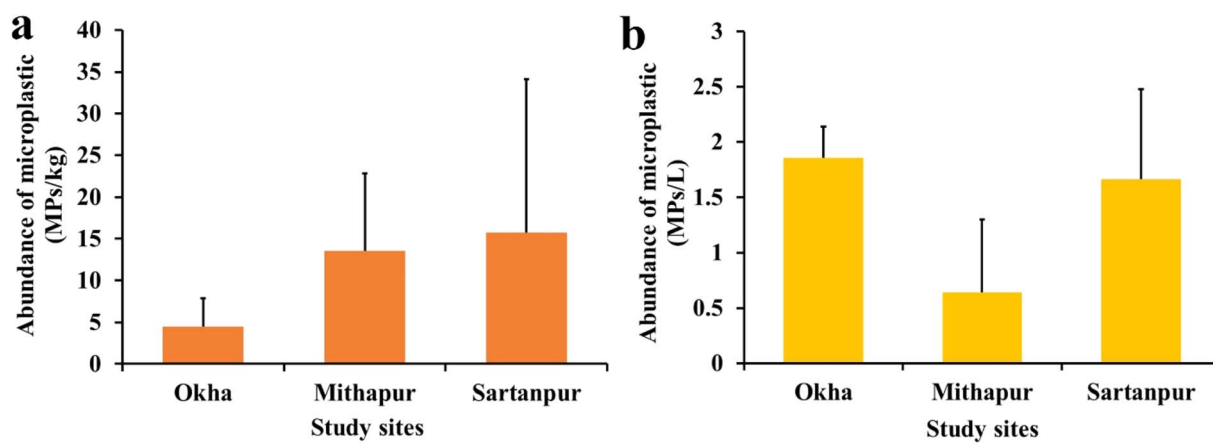 a
Abundance of microplastic
(MPs/kg)
40
35
30
25
20
15
10
5
0
Okha
Mithapur
Sartanpur
Study sites
b
Abundance of microplastic
(MPs/L)
3
2.5
2
1.5
1
0.5
0
Okha
Mithapur
Sartanpur
Study sites